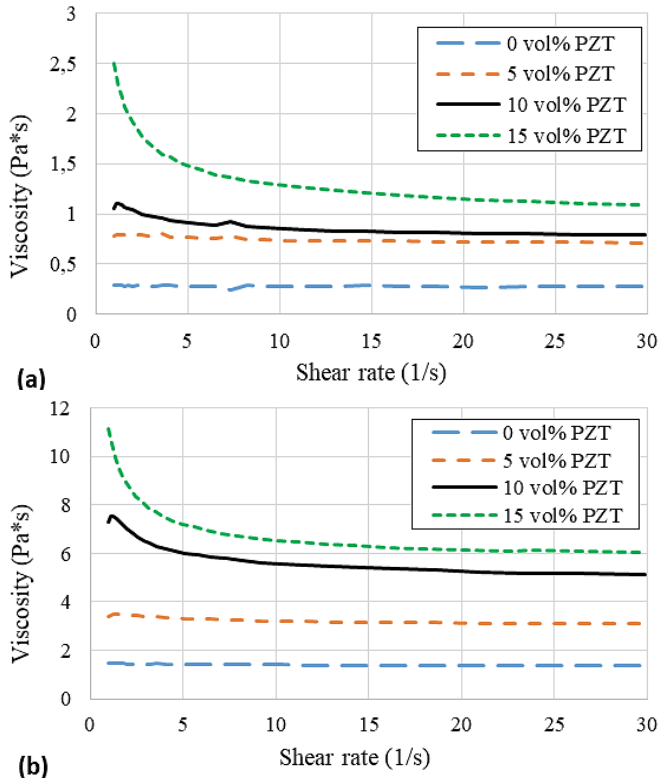 3
2,5
2
1,5
1
0,5
0
Viscosity (Pa*s)
0 vol% PZT
5 vol% PZT
10 vol% PZT
15 vol% PZT
0 5 10 15 20 25 30
Shear rate (1/s)
(a)
12
10
8
6
4
2
0
Viscosity (Pa*s)
0 vol% PZT
5 vol% PZT
10 vol% PZT
15 vol% PZT
0 5 10 15 20 25 30
Shear rate (1/s)
(b)